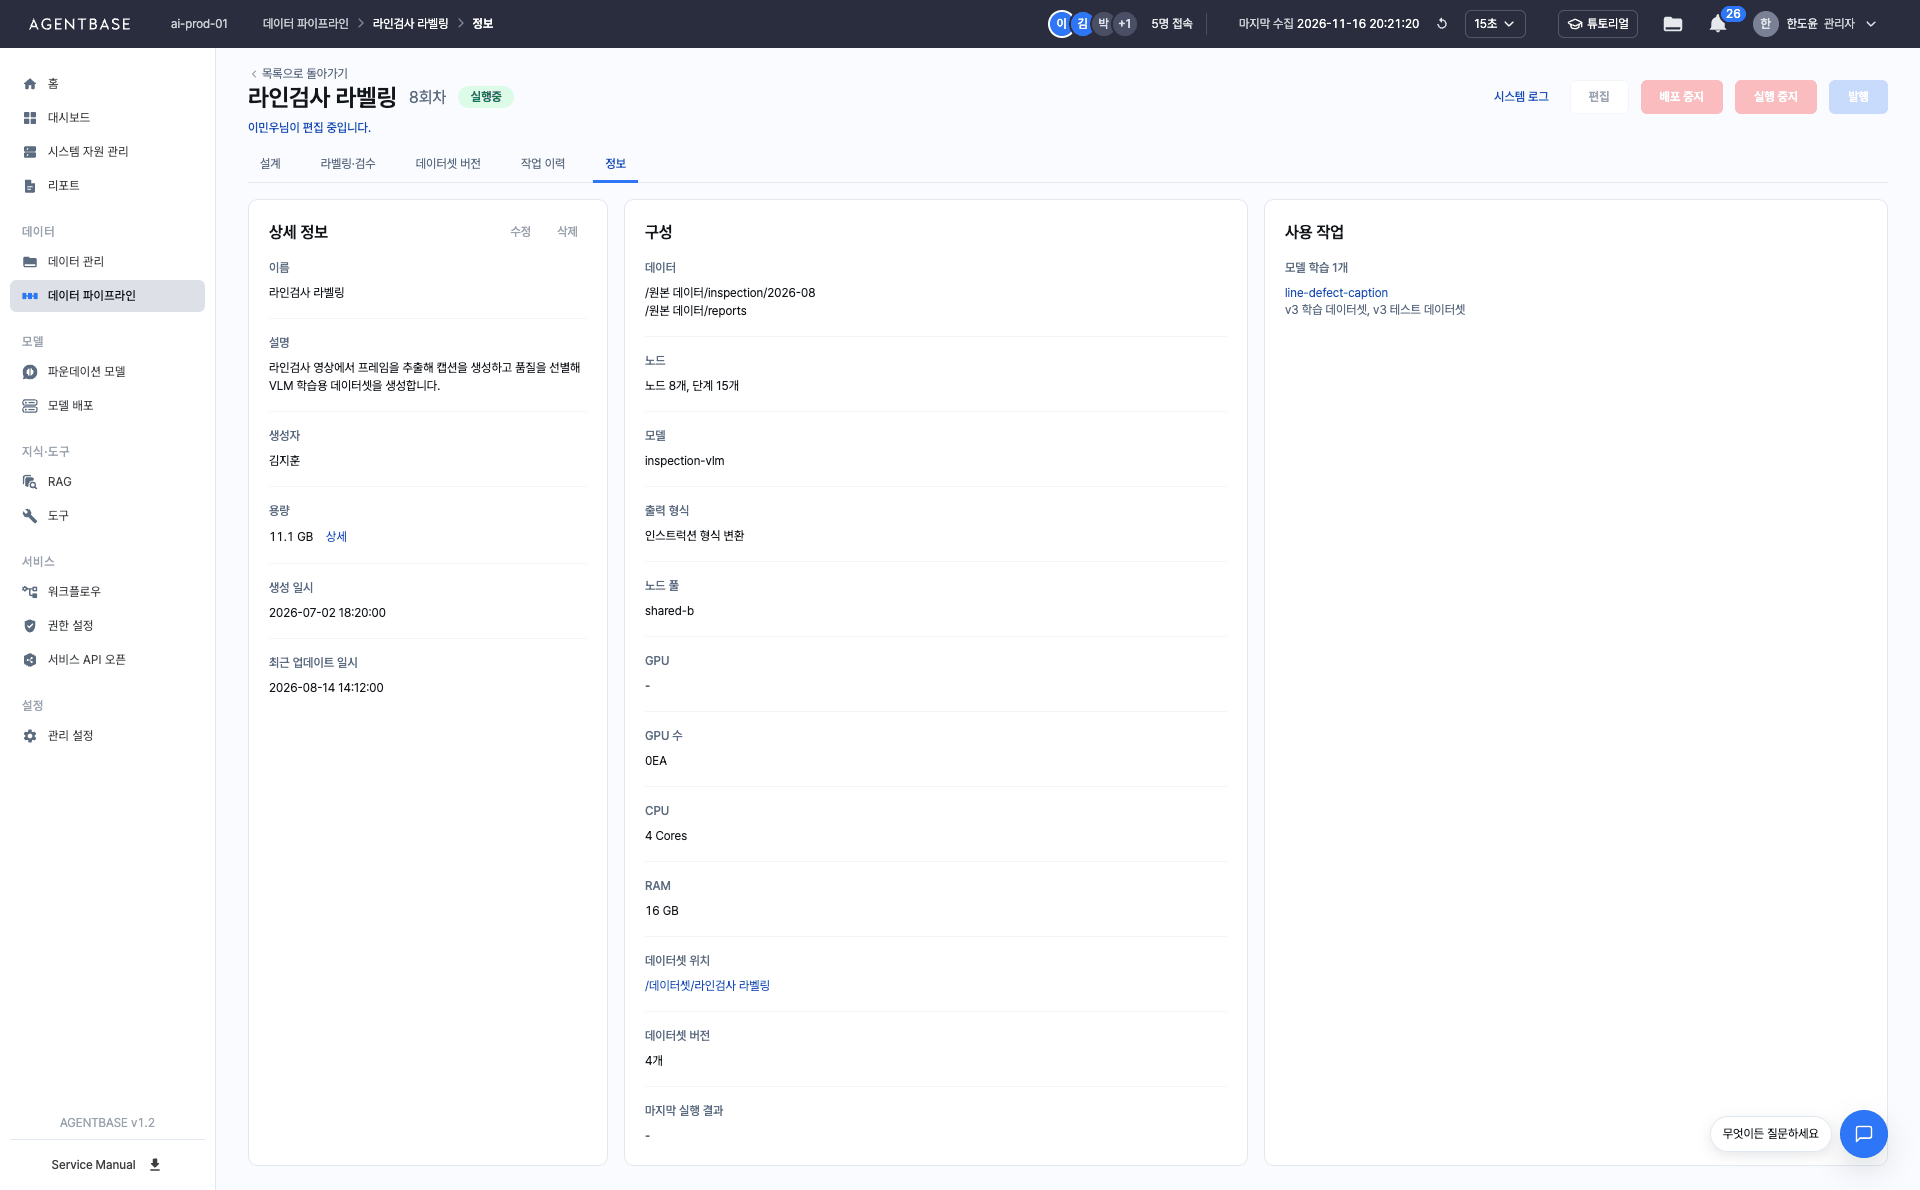 AGENTBASE
ai-prod-01
데이터 파이프라인 > 라인검사 라벨링 > 정보
이 김 박 +1 5명 접속
마지막 수집 2026-11-16 20:21:20
15초
튜토리얼
26
한 한도윤 관리자
홈
대시보드
시스템 자원 관리
리포트
데이터
데이터 관리
데이터 파이프라인
모델
파운데이션 모델
모델 배포
지식·도구
RAG
도구
서비스
워크플로우
권한 설정
서비스 API 오픈
설정
관리 설정
AGENTBASE v1.2
Service Manual
목록으로 돌아가기
라인검사 라벨링 8회차 실행중
이민우님이 편집 중입니다.
시스템 로그 편집 배포 중지 실행 중지 발행
설계 라벨링·검수 데이터셋 버전 작업 이력 정보
상세 정보 수정 삭제
이름
라인검사 라벨링
설명
라인검사 영상에서 프레임을 추출해 캡션을 생성하고 품질을 선별해
VLM 학습용 데이터셋을 생성합니다.
생성자
김지훈
용량
11.1 GB 상세
생성 일시
2026-07-02 18:20:00
최근 업데이트 일시
2026-08-14 14:12:00
구성
데이터
/원본 데이터/inspection/2026-08
/원본 데이터/reports
노드
노드 8개, 단계 15개
모델
inspection-vlm
출력 형식
인스트럭션 형식 변환
노드 풀
shared-b
GPU
-
GPU 수
0EA
CPU
4 Cores
RAM
16 GB
데이터셋 위치
/데이터셋/라인검사 라벨링
데이터셋 버전
4개
마지막 실행 결과
-
사용 작업
모델 학습 1개
line-defect-caption
v3 학습 데이터셋, v3 테스트 데이터셋
무엇이든 질문하세요